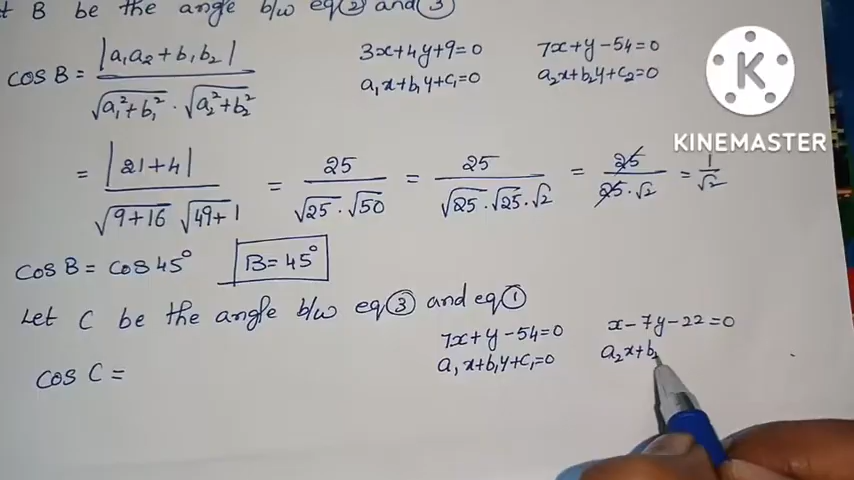 t B be the angle b/w eq② and ③
cos B = |a₁a₂ + b₁b₂| / √(a₁²+b₁²) · √(a₂²+b₂²)
3x+4y+9=0
a₁x+b₁y+c₁=0
7x+y-54=0
a₂x+b₂y+c₂=0
K
KINEMASTER
= |21+4| / √(9+16) √(49+1) = 25 / √25 · √50 = 25 / √25 · √25 · √2 = 25 / 25 · √2 = 1/√2
cos B = cos 45° B = 45°
Let C be the angle b/w eq③ and eq①
7x+y-54=0 x-7y-22=0
a₁x+b₁y+c₁=0 a₂x+b₂
cos C =